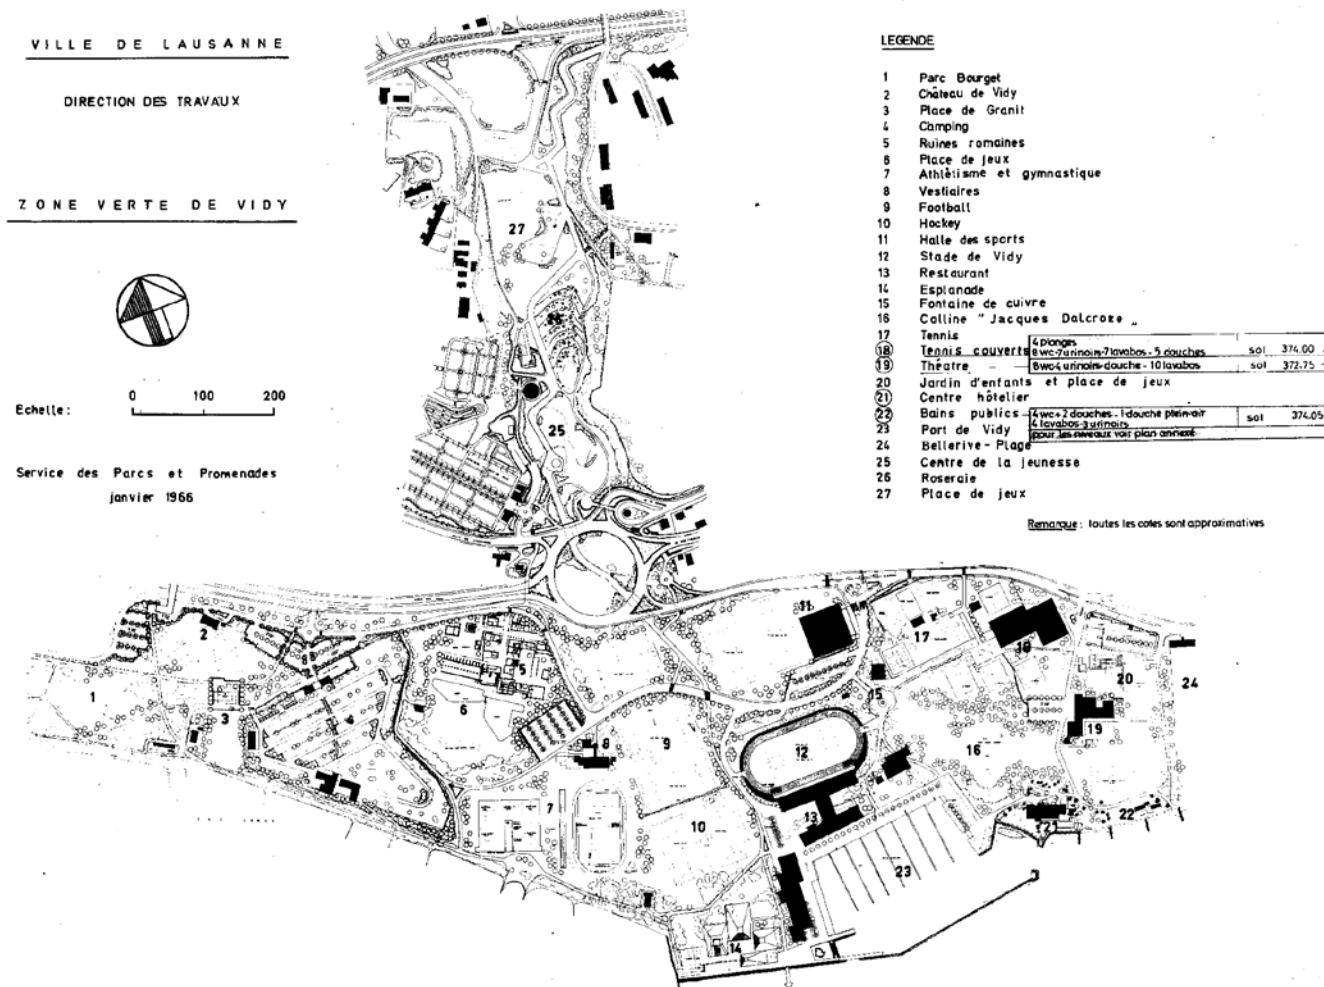 VILLE DE LAUSANNE
DIRECTION DES TRAVAUX
ZONE VERTE DE VIDY
Echelle: 0 100 200
Service des Parcs et Promenades
janvier 1966
LEGENDE
1 Parc Bourget
2 Château de Vidy
3 Place de Granit
4 Camping
5 Ruines romaines
6 Place de jeux
7 Athlétisme et gymnastique
8 Vestiaires
9 Football
10 Hockey
11 Halle des sports
12 Stade de Vidy
13 Restaurant
14 Esplanade
15 Fontaine de cuivre
16 Colline "Jacques Dalcroze"
17 Tennis
4 plonges
18 Tennis couverts 8wc-7urinoirs-7lavabos-5 douches sol 374.00
19 Théatre - 8wc-4urinoirs-douche-10lavabos sol 372.75
20 Jardin d'enfants et place de jeux
21 Centre hôtelier
22 Bains publics - 4wc+2 douches-1douche plein-air sol 374.05
4 lavabos-3urinoirs
23 Port de Vidy
pour les niveaux voir plan annexé
24 Bellerive-Plage
25 Centre de la jeunesse
26 Roseraie
27 Place de jeux
Remarque: toutes les cotes sont approximatives
27
26
25
11
17
18
2
5
20
1
3
6
15
24
8
9
12
16
19
7
10
13
21
22
23
14